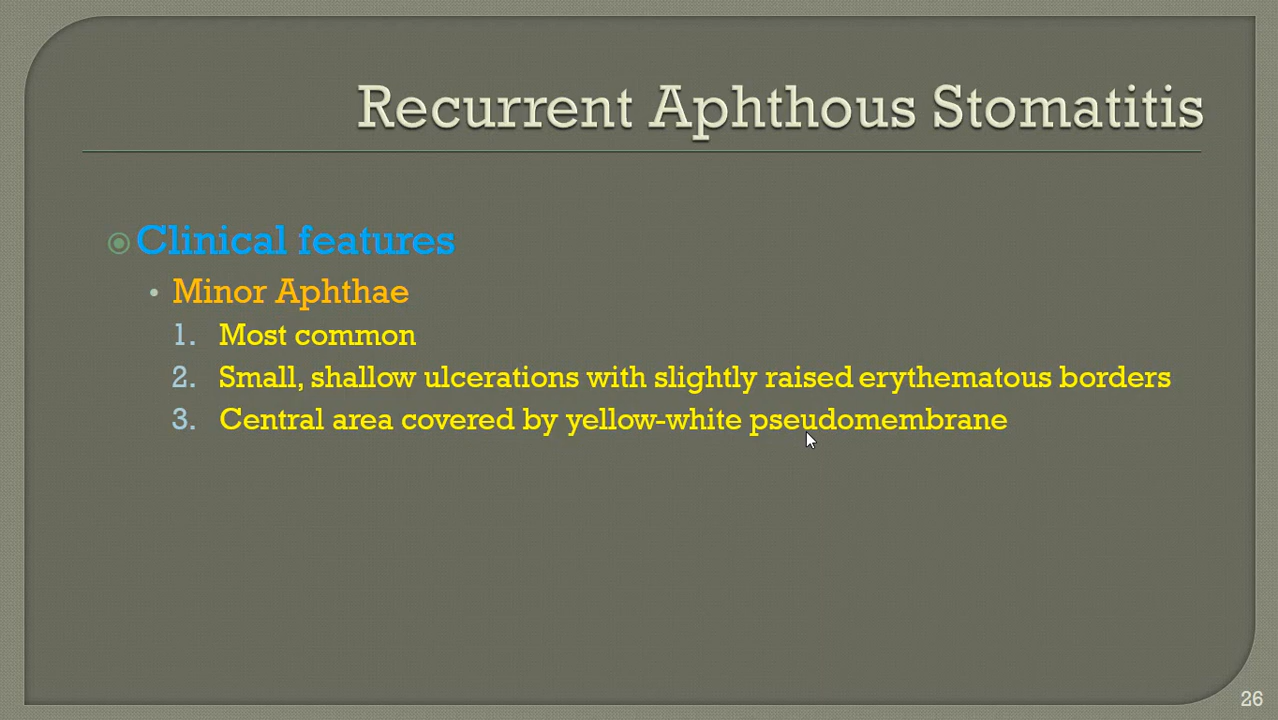 Recurrent Aphthous Stomatitis
Clinical features
• Minor Aphthae
1. Most common
2. Small, shallow ulcerations with slightly raised erythematous borders
3. Central area covered by yellow-white pseudomembrane
26